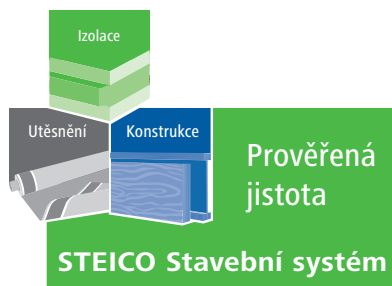 Izolace
Utěsnění
Konstrukce
Prověřená
jistota
STEICO Stavební systém